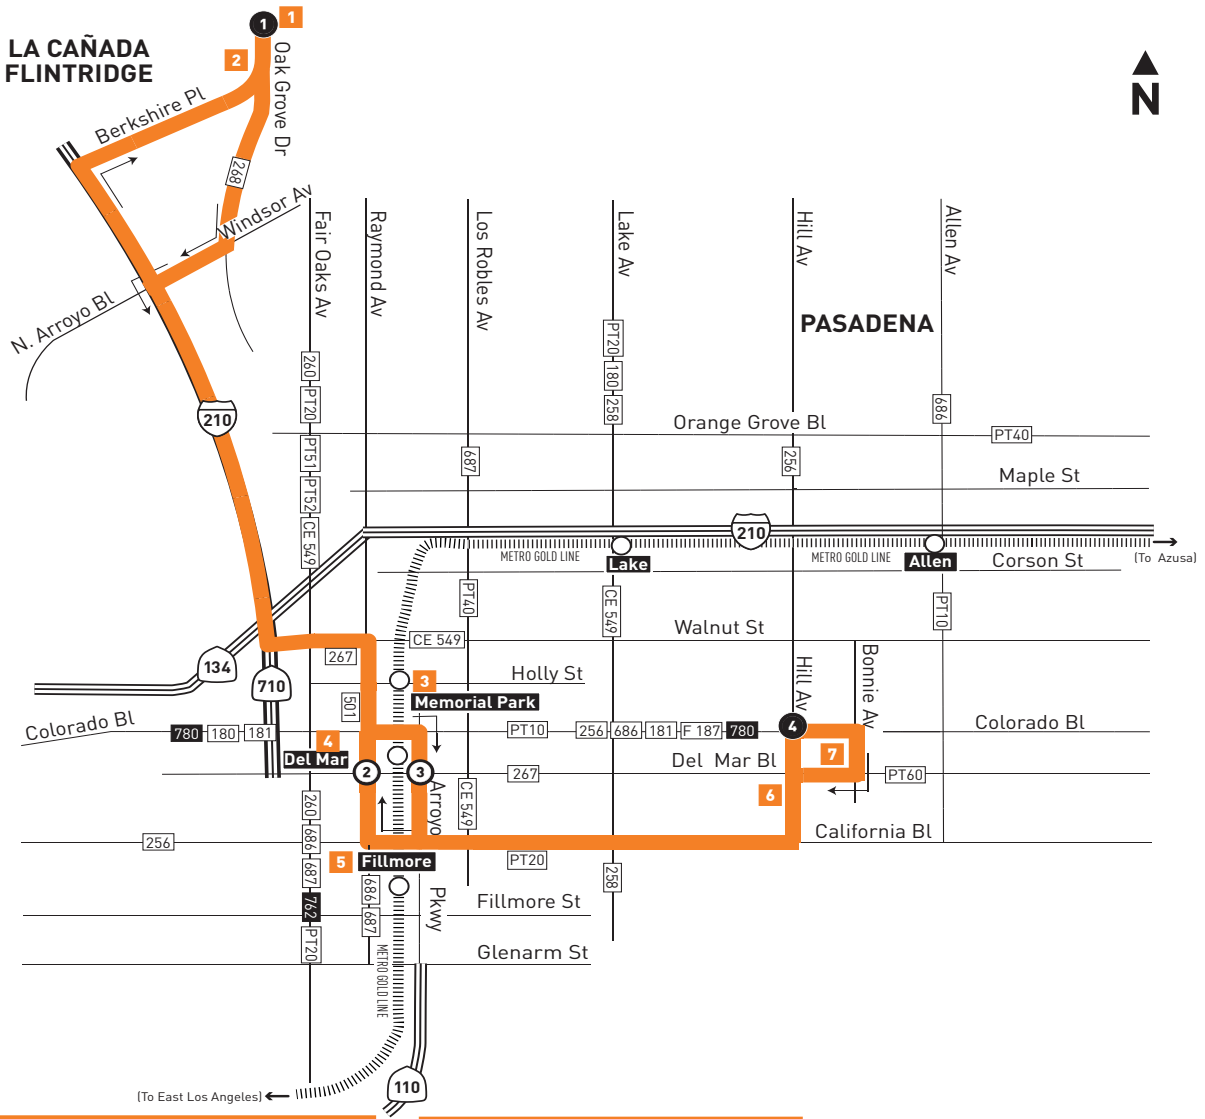 1
1
LA CAÑADA
FLINTRIDGE
2
Oak Grove Dr
Berkshire Pl
N
268
Windsor Av
Fair Oaks Av
Raymond Av
Los Robles Av
Lake Av
Hill Av
Allen Av
N. Arroyo Bl
PASADENA
210
260
PT20
PT51
PT52
CE 549
PT20
180
258
686
Orange Grove Bl
PT40
687
256
Maple St
210
METRO GOLD LINE
Lake
METRO GOLD LINE
Allen
Corson St
(To Azusa)
PT40
CE 549
PT10
Walnut St
CE 549
267
134
710
Holly St
3
Memorial Park
501
Hill Av
Bonnie Av
Colorado Bl
780
180
181
4
Del Mar
PT10
256
686
181
F 187
780
4
Colorado Bl
7
Del Mar Bl
2
3
267
PT60
Arroyo
Pkwy
CE 549
6
260
686
687
762
PT20
256
California Bl
5
Fillmore
PT20
258
686
687
Fillmore St
METRO GOLD LINE
Glenarm St
110
(To East Los Angeles)